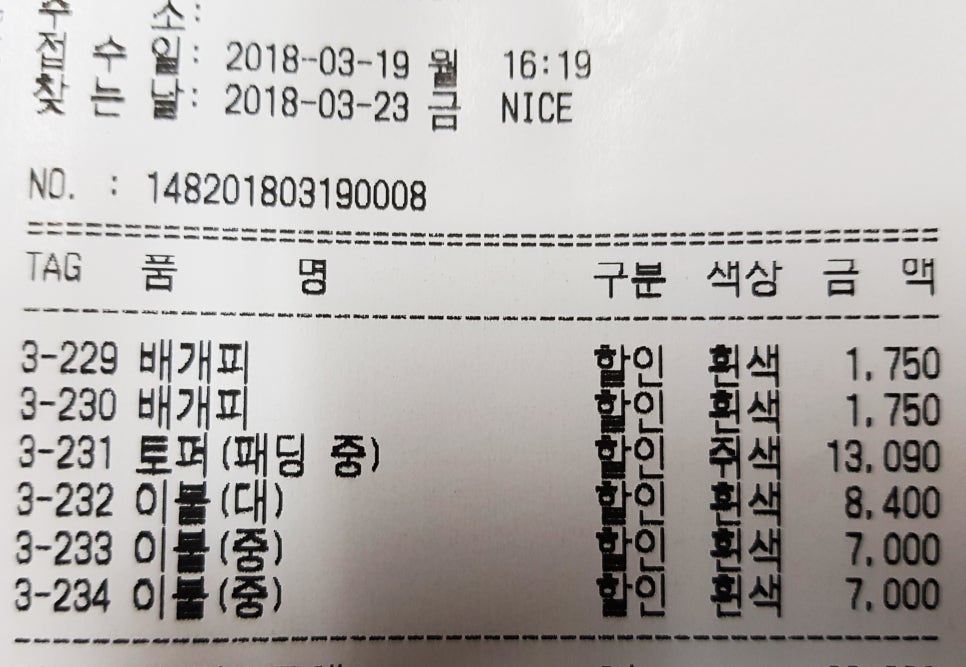 주 소:
접 수 일: 2018-03-19 월 16:19
찾 는 날: 2018-03-23 금 NICE
NO. : 148201803190008
TAG 품 명 구분 색상 금 액
3-229 배개피 할인 흰색 1,750
3-230 배개피 할인 흰색 1,750
3-231 토퍼(패딩 중) 할인 쥐색 13,090
3-232 이불(대) 할인 흰색 8,400
3-233 이불(중) 할인 흰색 7,000
3-234 이불(중) 할인 흰색 7,000